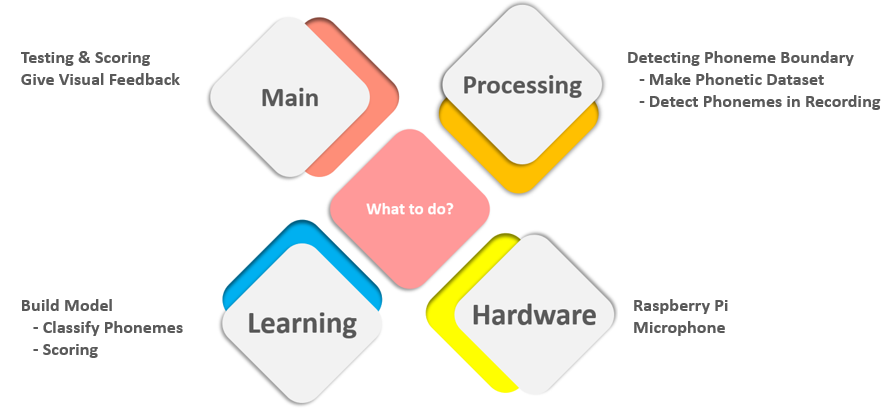 Testing & Scoring
Give Visual Feedback
Main
Processing
Detecting Phoneme Boundary
- Make Phonetic Dataset
- Detect Phonemes in Recording
What to do?
Build Model
- Classify Phonemes
- Scoring
Learning
Hardware
Raspberry Pi
Microphone